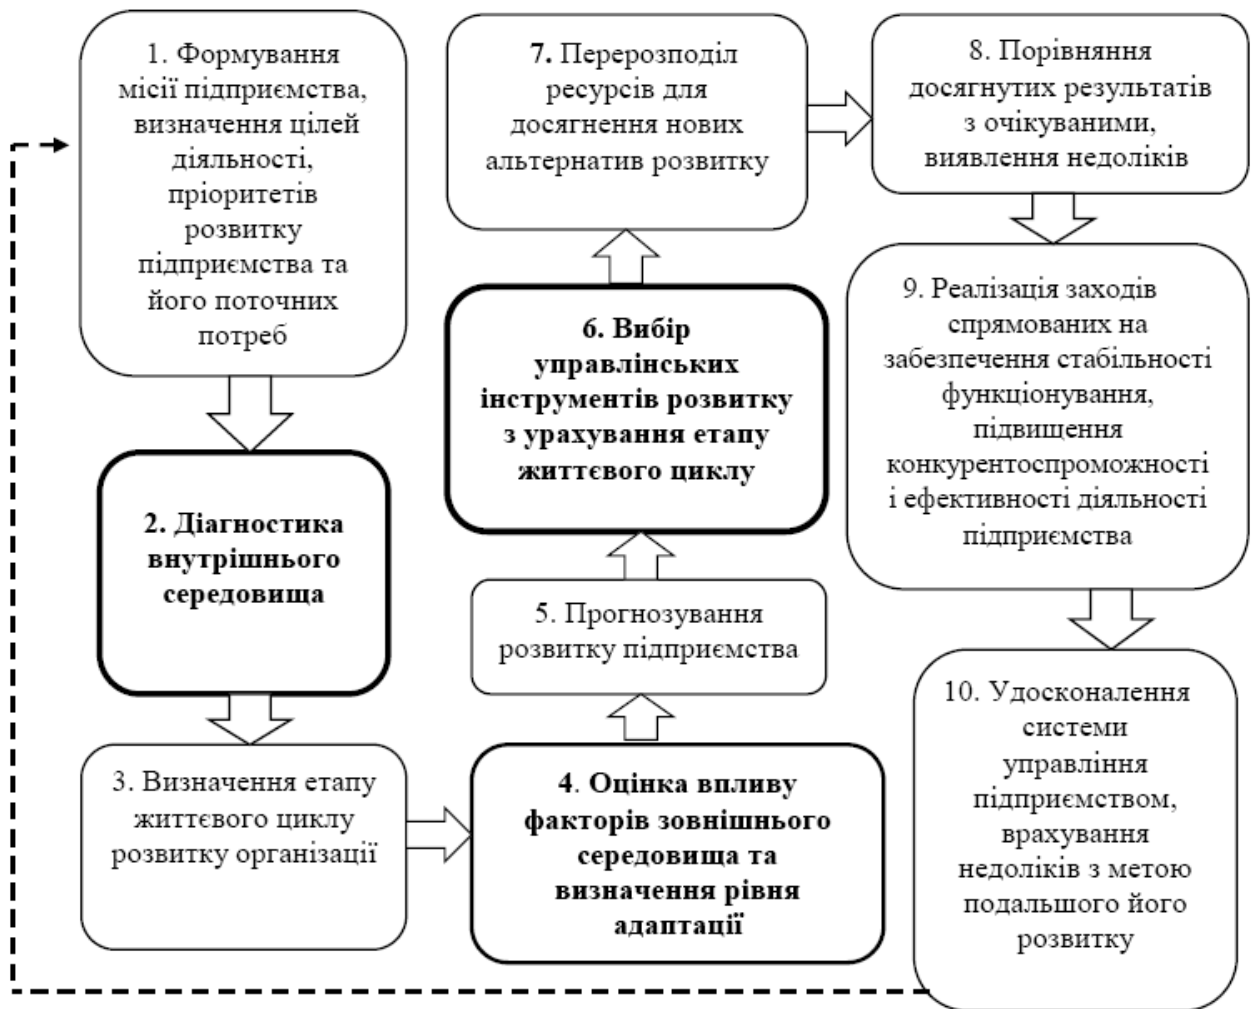 1. Формування
місії підприємства,
визначення цілей
діяльності,
пріоритетів
розвитку
підприємства та
його поточних
потреб
2. Діагностика
внутрішнього
середовища
3. Визначення етапу
життєвого циклу
розвитку організації
4. Оцінка впливу
факторів зовнішнього
середовища та
визначення рівня
адаптації
5. Прогнозування
розвитку підприємства
6. Вибір
управлінських
інструментів розвитку
з урахування етапу
життєвого циклу
7. Перерозподіл
ресурсів для
досягнення нових
альтернатив розвитку
8. Порівняння
досягнутих результатів
з очікуваними,
виявлення недоліків
9. Реалізація заходів
спрямованих на
забезпечення стабільності
функціонування,
підвищення
конкурентоспроможності
і ефективності діяльності
підприємства
10. Удосконалення
системи
управління
підприємством,
врахування
недоліків з метою
подальшого його
розвитку